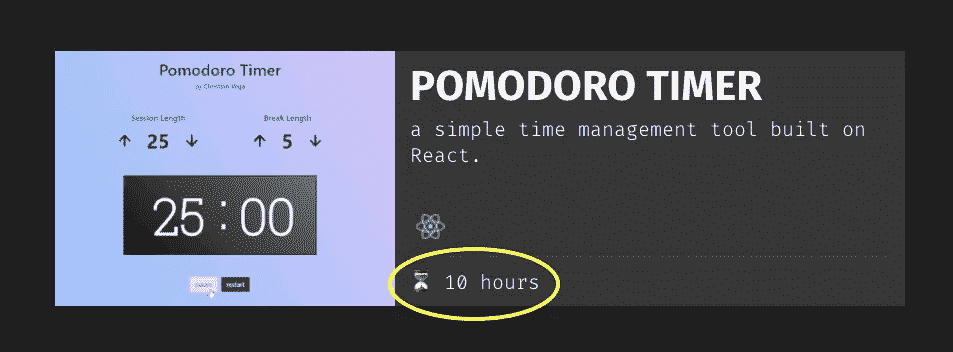 Pomodoro Timer
by Christian Vega
Session Length
Break Length
25
5
25:00
restart
POMODORO TIMER
a simple time management tool built on
React.
10 hours